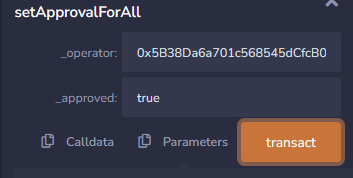 setApprovalForAll
_operator: 0x5B38Da6a701c568545dCfcB0
_approved: true
Calldata Parameters transact